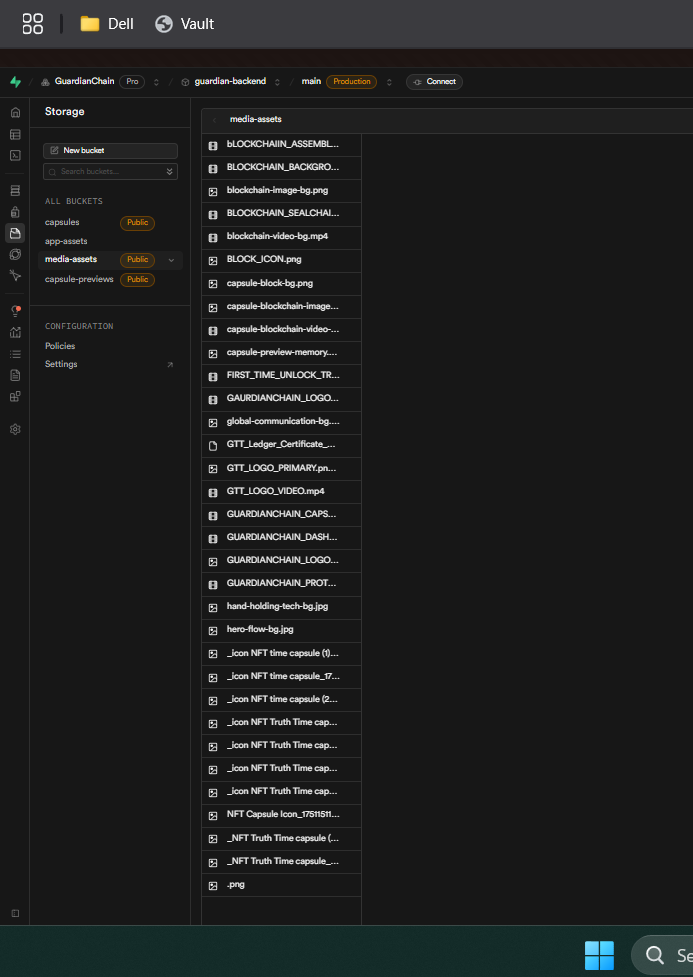 Dell
Vault
GuardianChain Pro
guardian-backend
main Production
Connect
Storage
New bucket
Search buckets...
ALL BUCKETS
capsules Public
app-assets
media-assets Public
capsule-previews Public
CONFIGURATION
Policies
Settings
media-assets
bLOCKCHAIIN_ASSEMBL...
BLOCKCHAIN_BACKGRO...
blockchain-image-bg.png
BLOCKCHAIN_SEALCHAI...
blockchain-video-bg.mp4
BLOCK_ICON.png
capsule-block-bg.png
capsule-blockchain-image...
capsule-blockchain-video-...
capsule-preview-memory....
FIRST_TIME_UNLOCK_TR...
GAURDIANCHAIN_LOGO...
global-communication-bg....
GTT_Ledger_Certificate_...
GTT_LOGO_PRIMARY.pn...
GTT_LOGO_VIDEO.mp4
GUARDIANCHAIN_CAPS...
GUARDIANCHAIN_DASH...
GUARDIANCHAIN_LOGO...
GUARDIANCHAIN_PROT...
hand-holding-tech-bg.jpg
hero-flow-bg.jpg
_icon NFT time capsule (1)...
_icon NFT time capsule_17...
_icon NFT time capsule (2...
_icon NFT Truth Time cap...
_icon NFT Truth Time cap...
_icon NFT Truth Time cap...
_icon NFT Truth Time cap...
NFT Capsule Icon_17511511...
_NFT Truth Time capsule (...
_NFT Truth Time capsule_...
.png
Se